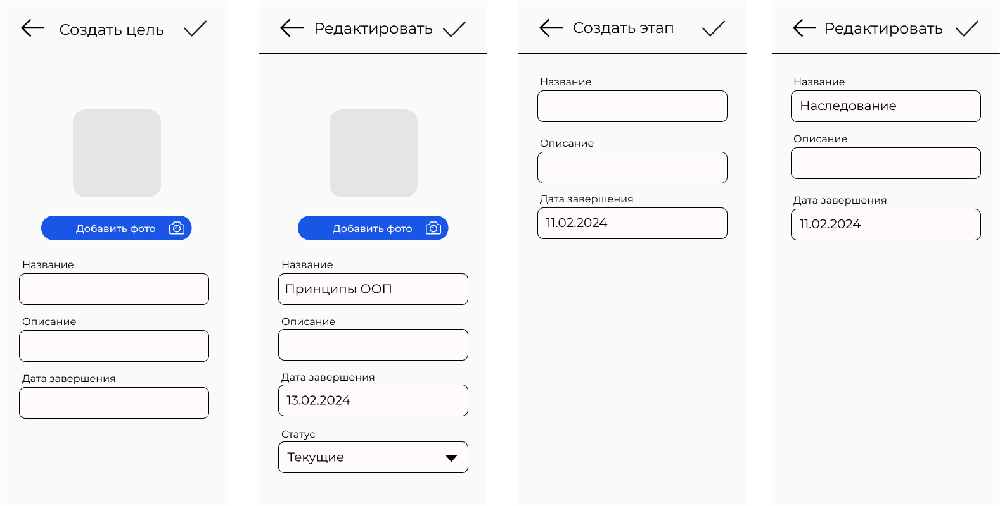 Создать цель
Добавить фото
Название
Описание
Дата завершения
Редактировать
Добавить фото
Название
Принципы ООП
Описание
Дата завершения
13.02.2024
Статус
Текущие
Создать этап
Название
Описание
Дата завершения
11.02.2024
Редактировать
Название
Наследование
Описание
Дата завершения
11.02.2024